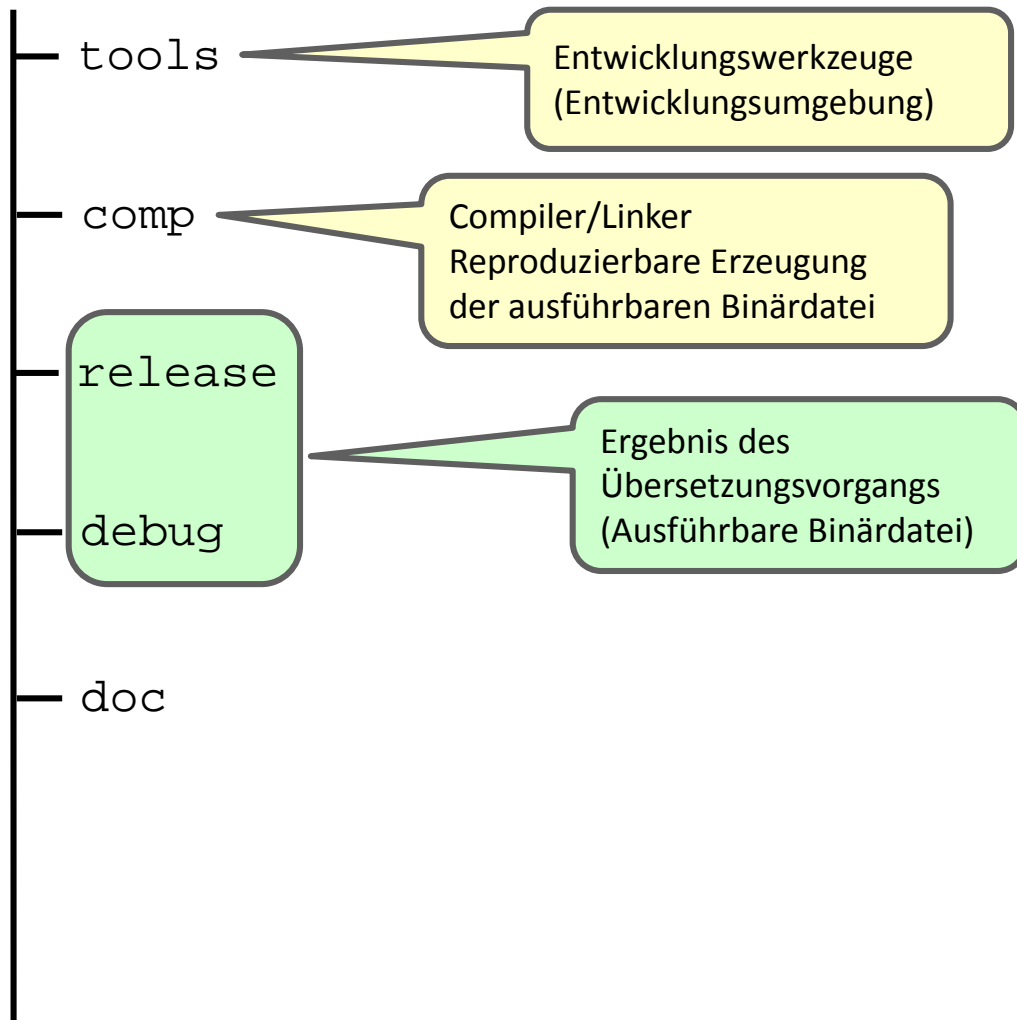 tools
Entwicklungswerkzeuge
(Entwicklungsumgebung)
comp
Compiler/Linker
Reproduzierbare Erzeugung
der ausführbaren Binärdatei
release
Ergebnis des
Übersetzungsvorgangs
(Ausführbare Binärdatei)
debug
doc